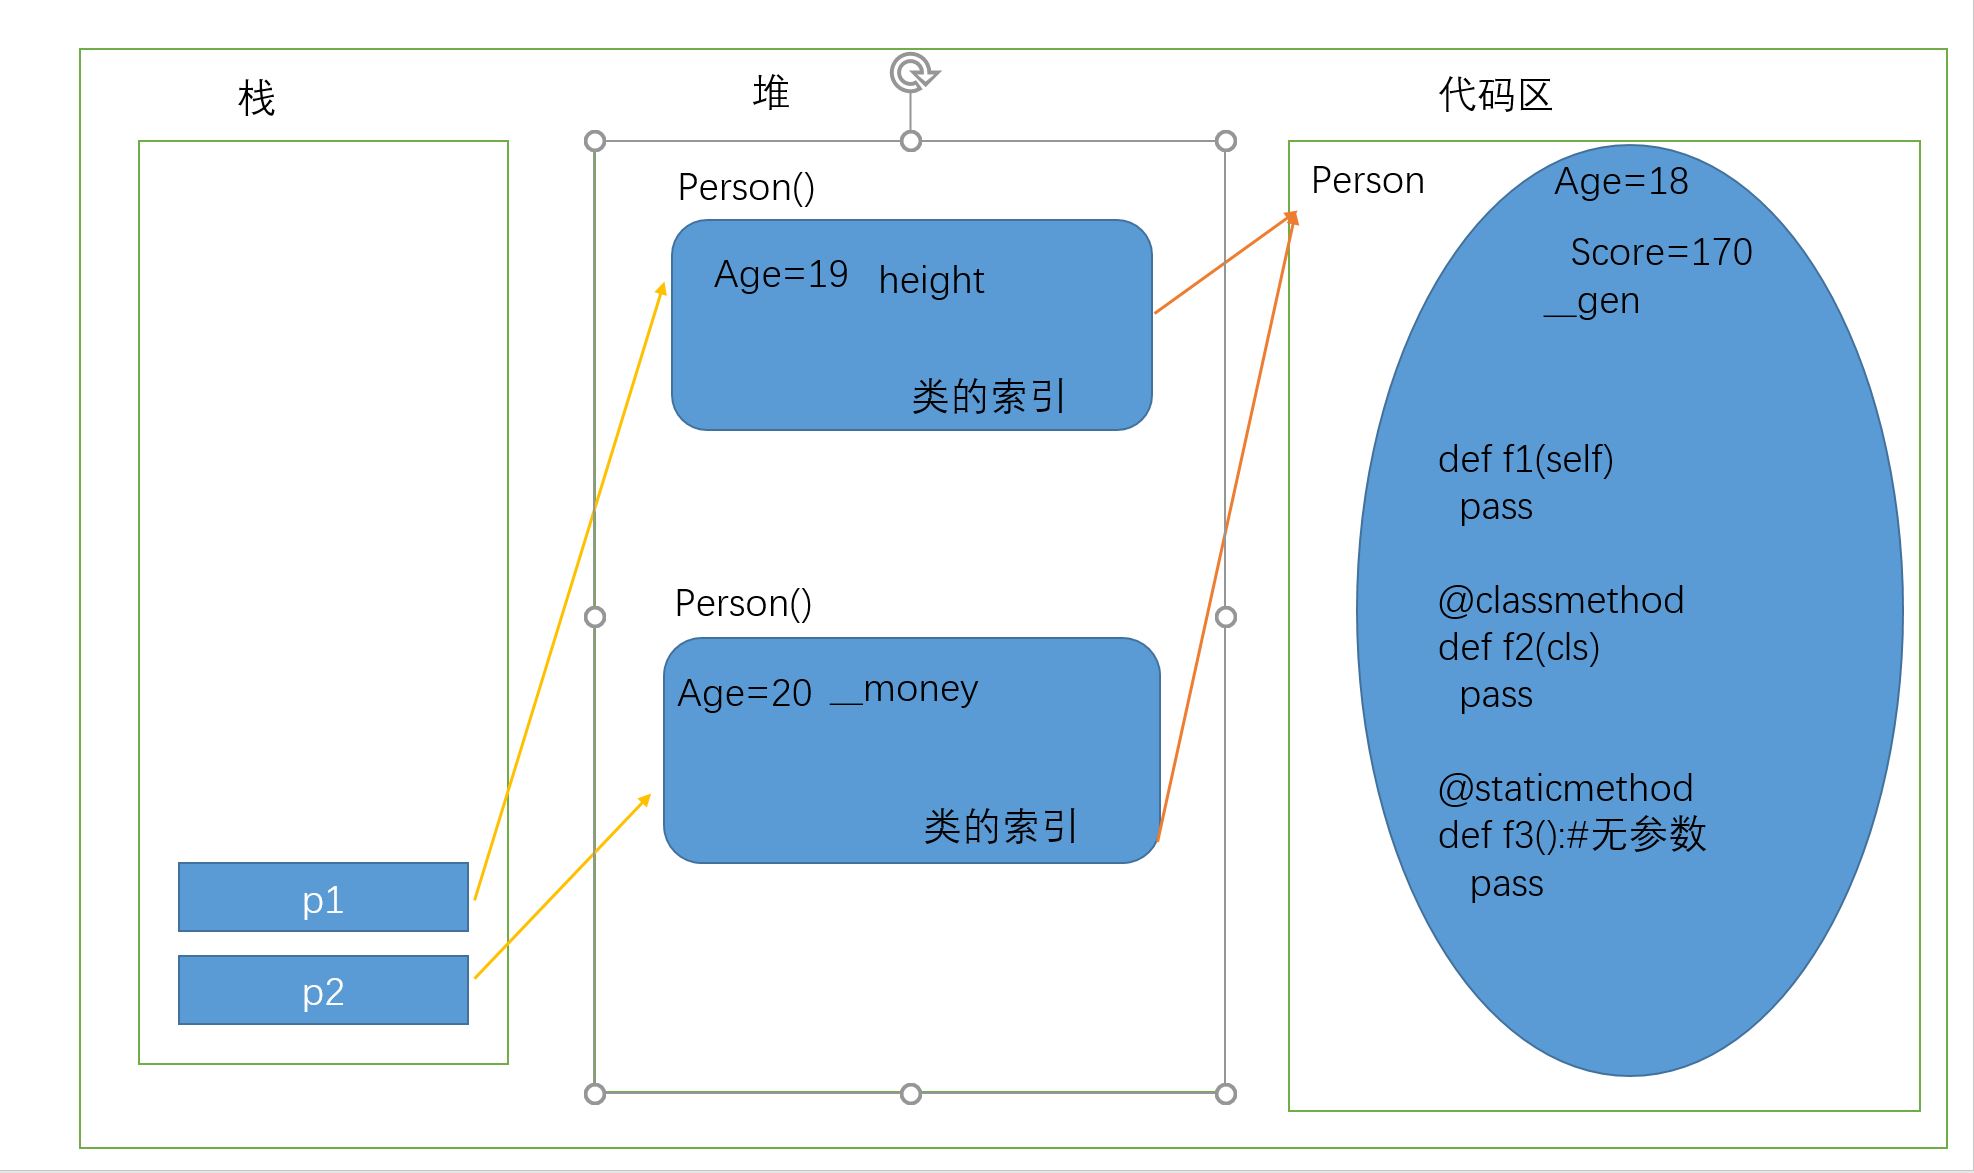 栈
堆
代码区
Person()
Age=19 height
类的索引
Person()
Age=20 __money
类的索引
p1
p2
Person
Age=18
Score=170
__gen
def f1(self)
pass
@classmethod
def f2(cls)
pass
@staticmethod
def f3():#无参数
pass